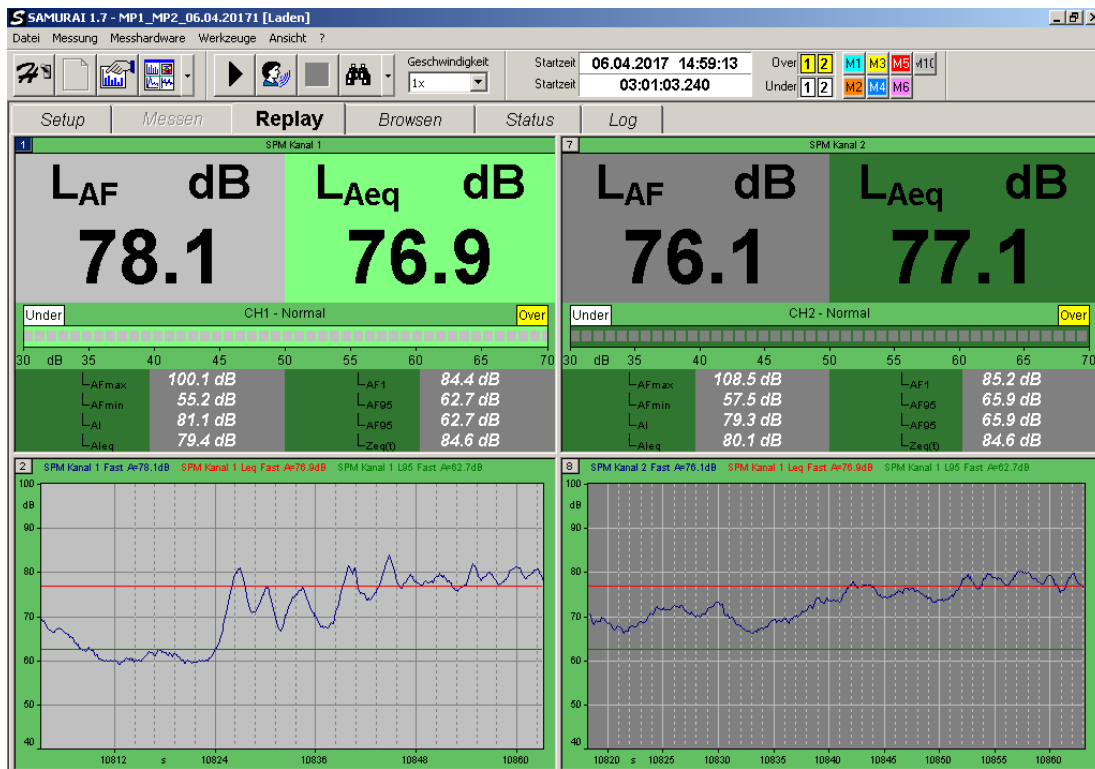 SAMURAI 1.7 - MP1_MP2_06.04.20171 [Laden]
Datei Messung Messhardware Werkzeuge Ansicht ?
Geschwindigkeit
1x
Startzeit 06.04.2017 14:59:13
Startzeit 03:01:03.240
Over 1 2 M1 M3 M5
Under 1 2 M2 M4 M6
Setup Messen Replay Browsen Status Log
1 SPM Kanal 1
LAF dB LAeq dB
78.1 76.9
Under CH1 - Normal Over
30 dB 35 40 45 50 55 60 65 70
LAFmax 100.1 dB LAF1 84.4 dB
LAFmin 55.2 dB LAF95 62.7 dB
LAI 81.1 dB LAF95 62.7 dB
LAIeq 79.4 dB LZeq(t) 84.6 dB
7 SPM Kanal 2
LAF dB LAeq dB
76.1 77.1
Under CH2 - Normal Over
30 dB 35 40 45 50 55 60 65 70
LAFmax 108.5 dB LAF1 85.2 dB
LAFmin 57.5 dB LAF95 65.9 dB
LAI 79.3 dB LAF95 65.9 dB
LAIeq 80.1 dB LZeq(t) 84.6 dB
2 SPM Kanal 1 Fast A=78.1dB SPM Kanal 1 Leq Fast A=76.9dB SPM Kanal 1 L95 Fast A=62.7dB
100
dB
90
80
70
60
50
40
10812 s 10824 10836 10848 10860
8 SPM Kanal 2 Fast A=76.1dB SPM Kanal 1 Leq Fast A=76.9dB SPM Kanal 1 L95 Fast A=62.7dB
100
dB
90
80
70
60
50
40
10820 s 10825 10830 10835 10840 10845 10850 10855 10860